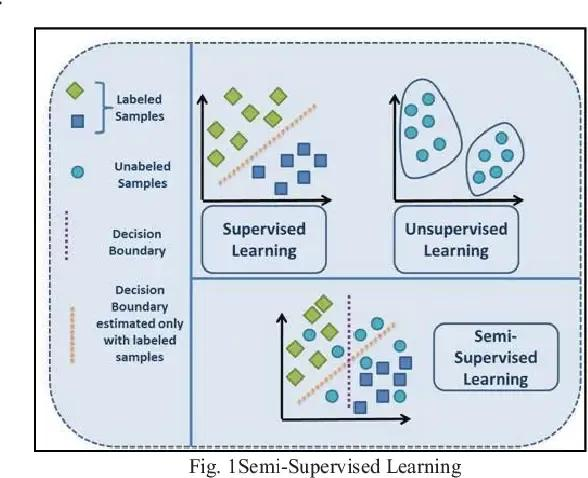 Labeled
Samples
Unabeled
Samples
Decision
Boundary
Decision
Boundary
estimated only
with labeled
samples
Supervised
Learning
Unsupervised
Learning
Semi-
Supervised
Learning
Fig. 1Semi-Supervised Learning